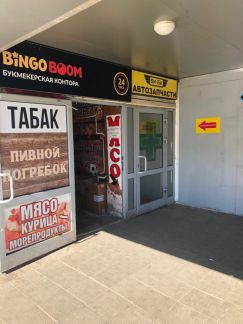 BINGO BOOM
БУКМЕКЕРСКАЯ КОНТОРА
24
АВТОЗАПЧАСТИ
ТАБАК
ПИВНОЙ
ПОГРЕБОК
МЯСО
КУРИЦА
МОРЕПРОДУКТЫ
МЯСО